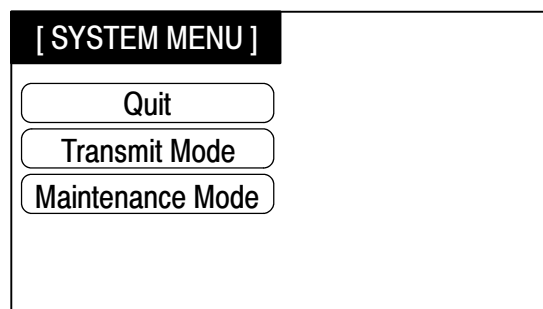 [ SYSTEM MENU ]
Quit
Transmit Mode
Maintenance Mode